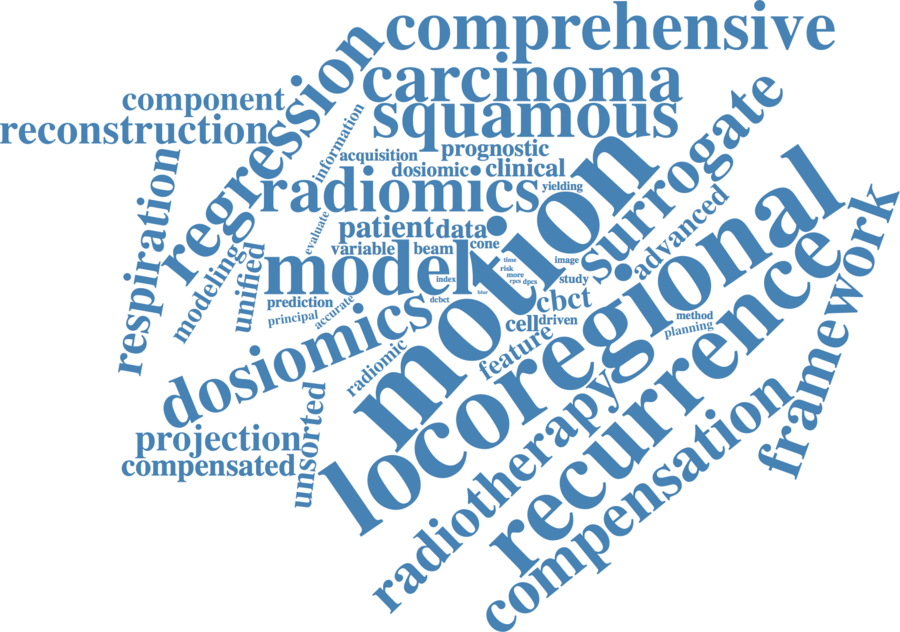 comprehensive
regression
carcinoma
squamous
component
reconstruction
information
acquisition
prognostic
surrogate
dosiomic
clinical
radiomics
yielding
respiration
evaluate
patient
data
motion
locoregional
variable
beam
cone
advanced
framework
modeling
unified
model
time
image
risk
more
study
index
rpcs
dpcs
blur
prediction
dcbct
cbct
principal
accurate
cell
driven
method
planning
recurrence
dosiomics
feature
radiomic
unsorted
projection
compensated
radiotherapy
compensation